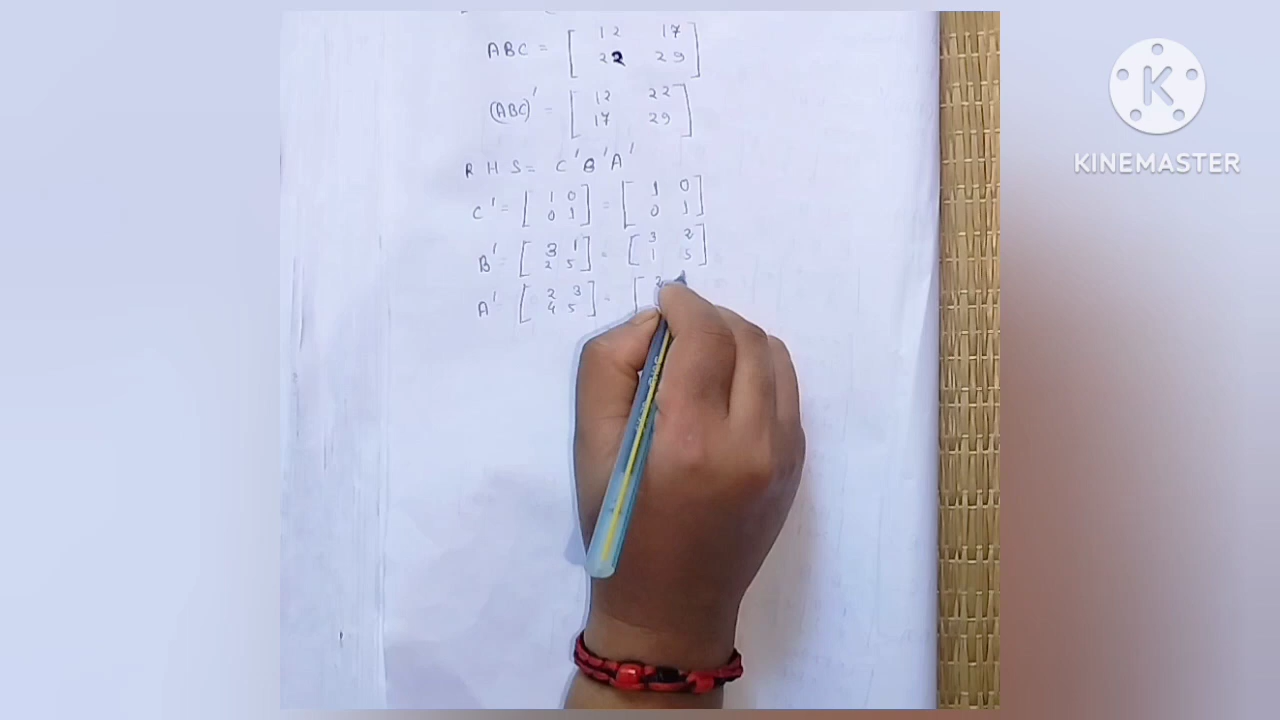 ABC = [ 12 17
22 29 ]
(ABC)' = [ 12 22
17 29 ]
RHS = C'B'A'
C' = [ 1 0 = [ 1 0
0 1 ] 0 1 ]
B' = [ 3 1 = [ 3 2
2 5 ] 1 5 ]
A' [ 2 3 = [ 2
4 5 ]
K
KINEMASTER